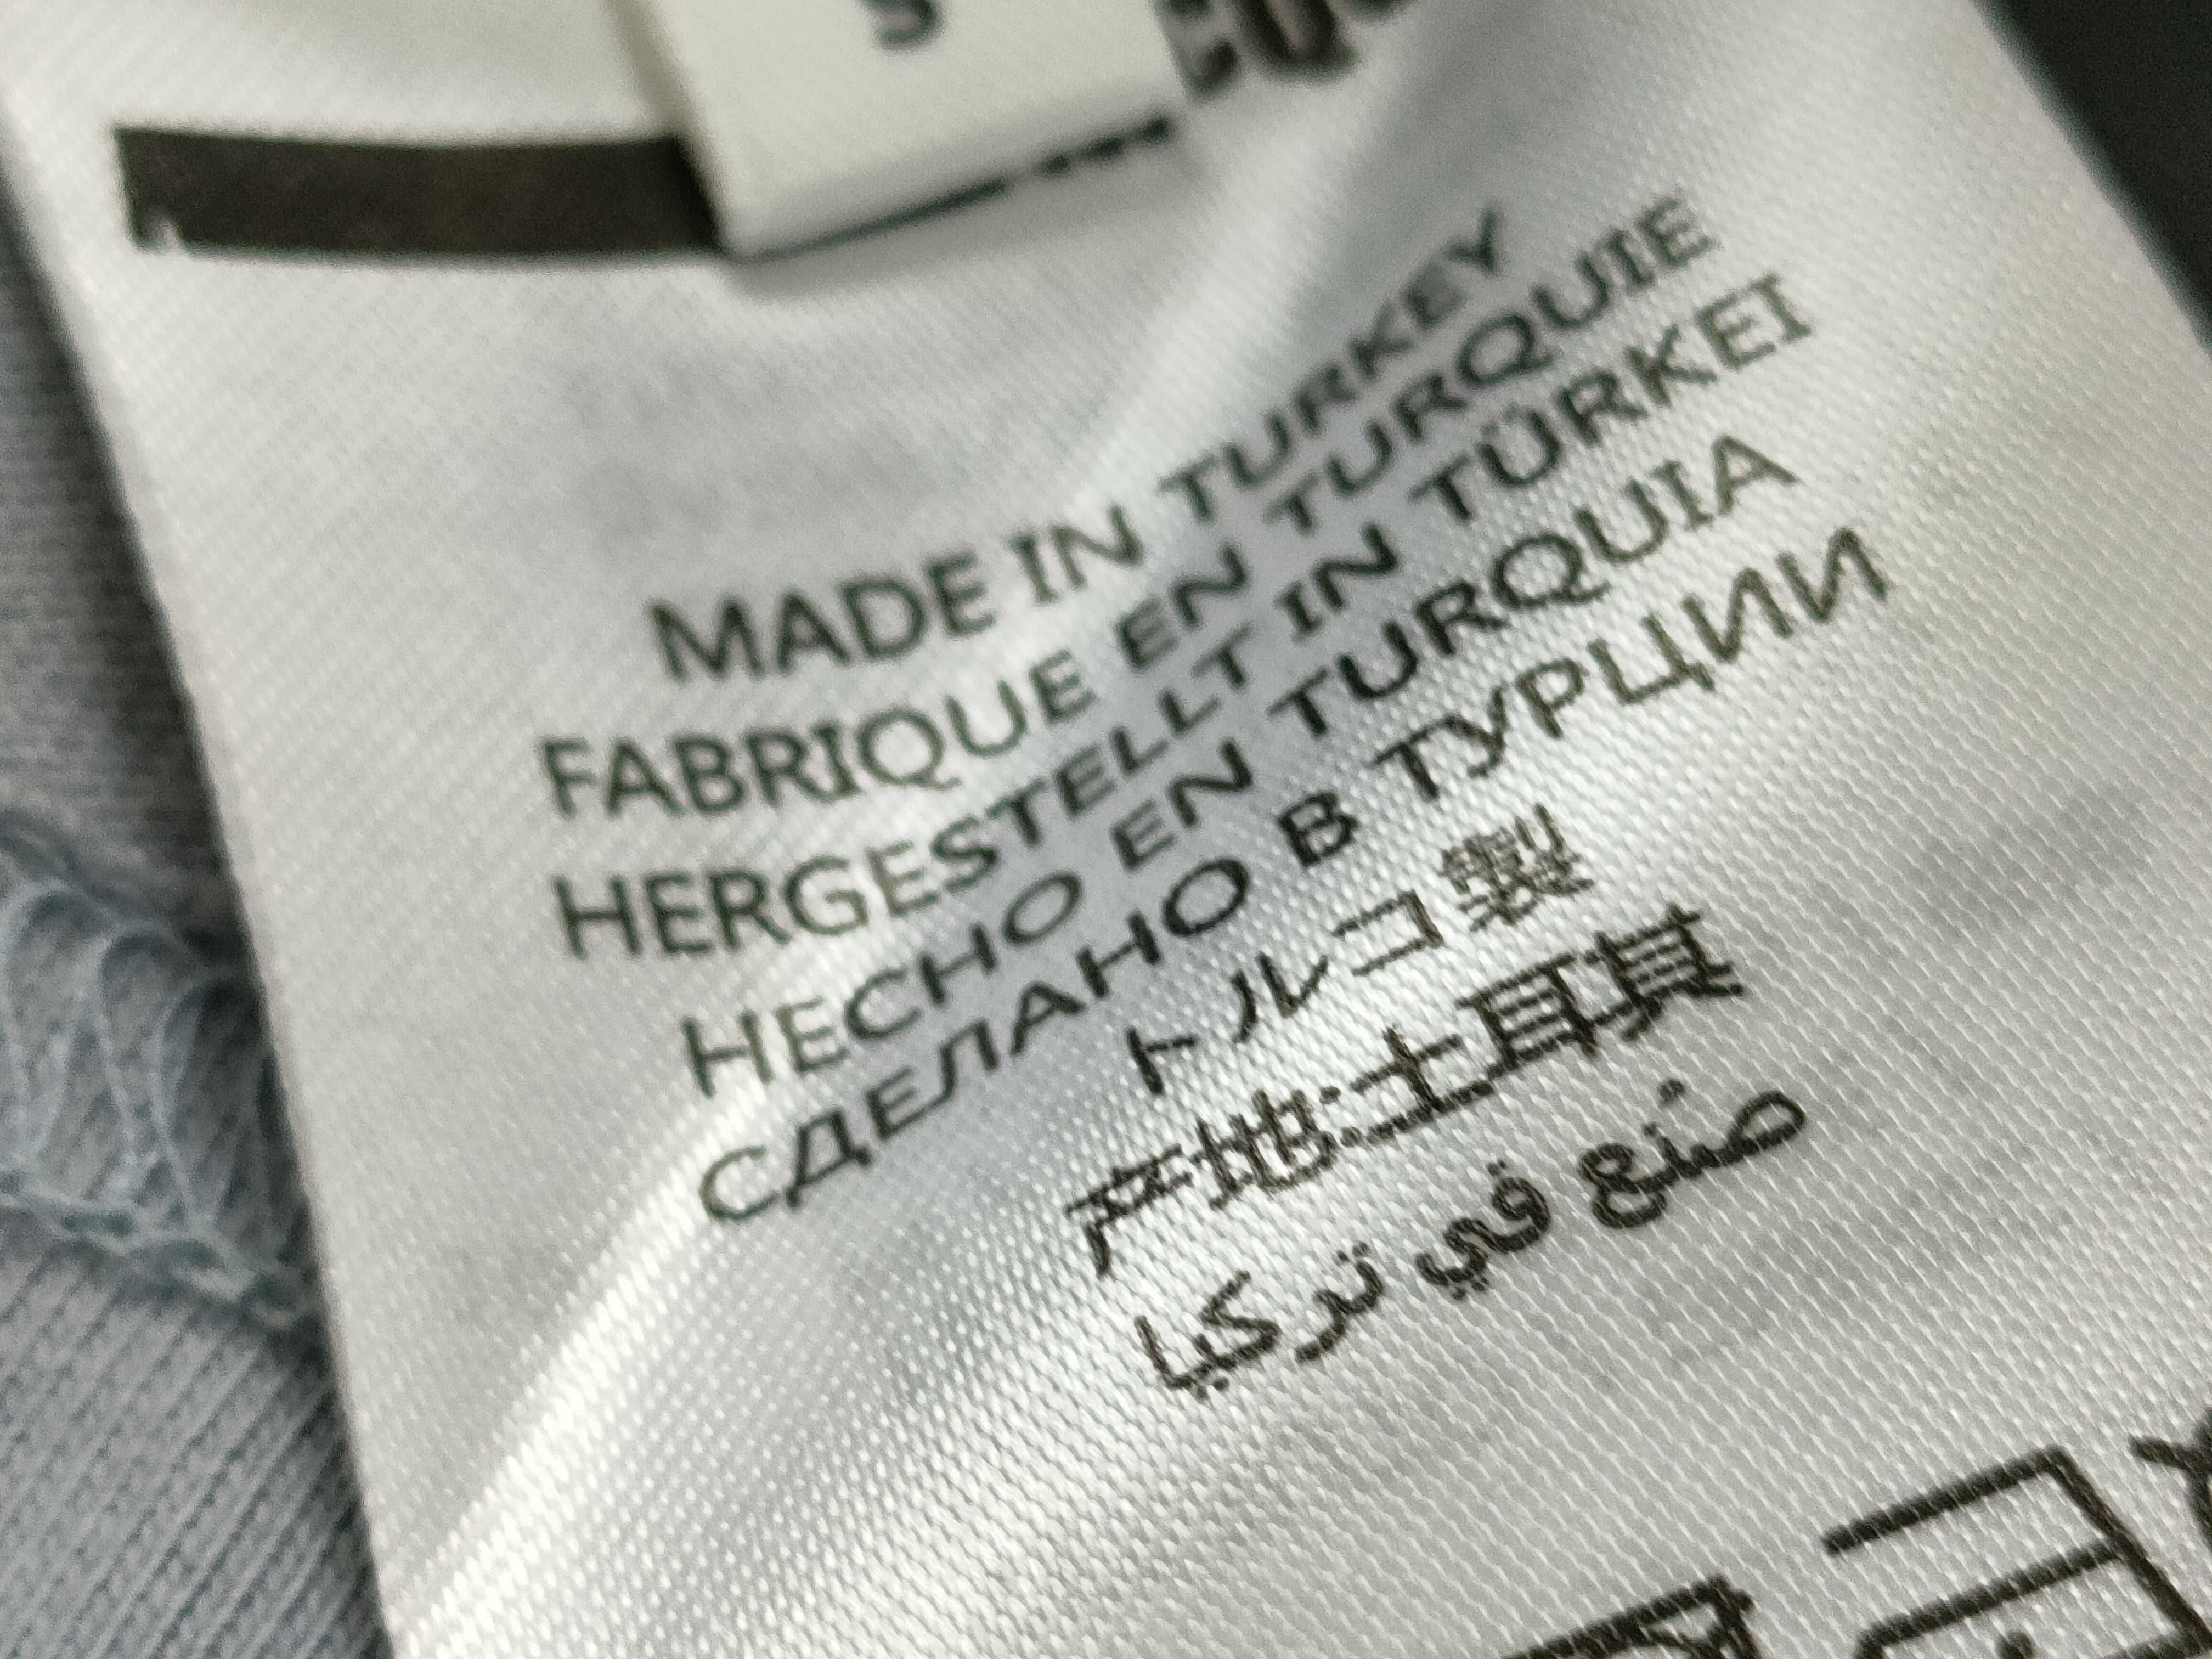 S
MADE IN TURKEY
FABRIQUE EN TURQUIE
HERGESTELLT IN TÜRKEI
HECHO EN TURQUIA
СДЕЛАНО В ТУРЦИИ
トルコ製
产地:土耳其
صُنع في تركيا